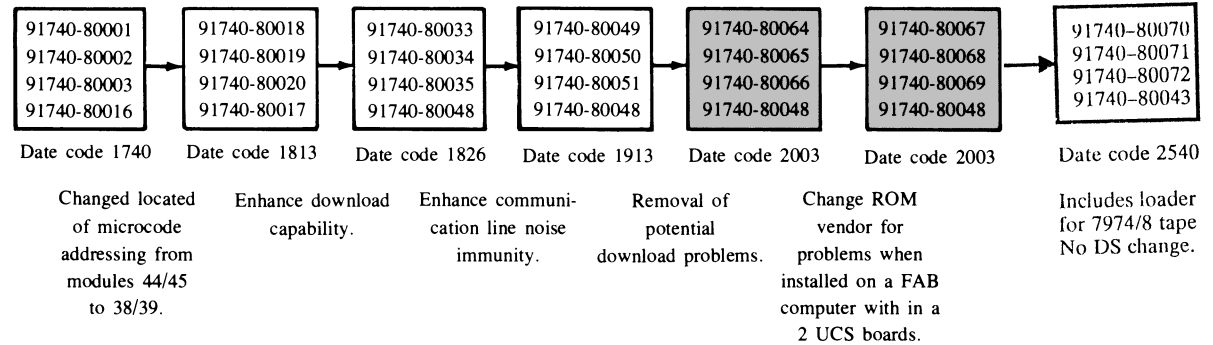 91740-80001
91740-80002
91740-80003
91740-80016
Date code 1740
91740-80018
91740-80019
91740-80020
91740-80017
Date code 1813
91740-80033
91740-80034
91740-80035
91740-80048
Date code 1826
91740-80049
91740-80050
91740-80051
91740-80048
Date code 1913
91740-80064
91740-80065
91740-80066
91740-80048
Date code 2003
91740-80067
91740-80068
91740-80069
91740-80048
Date code 2003
91740-80070
91740-80071
91740-80072
91740-80043
Date code 2540
Changed located
of microcode
addressing from
modules 44/45
to 38/39.
Enhance download
capability.
Enhance communi-
cation line noise
immunity.
Removal of
potential
download problems.
Change ROM
vendor for
problems when
installed on a FAB
computer with in a
2 UCS boards.
Includes loader
for 7974/8 tape
No DS change.